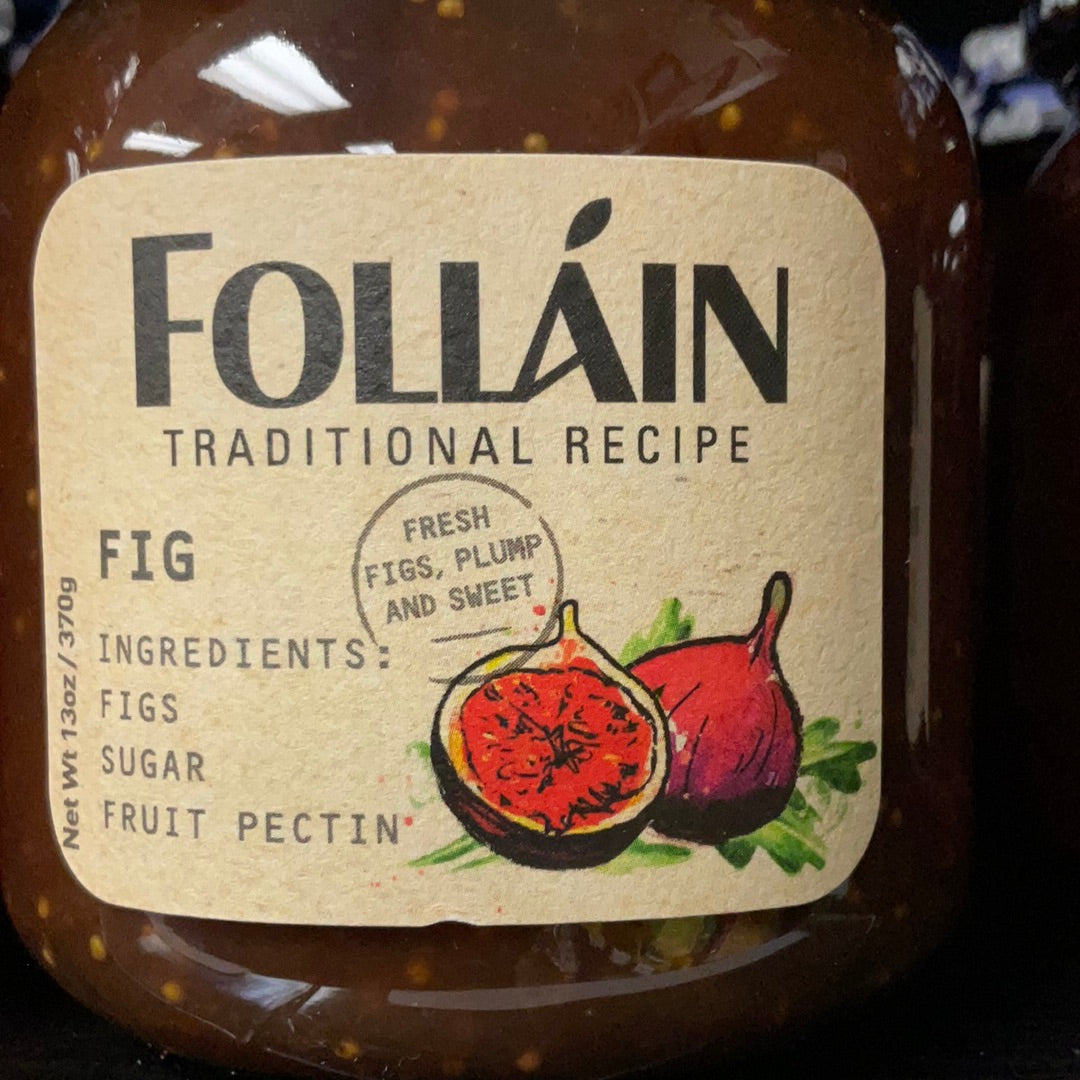 FOLLÁIN
TRADITIONAL RECIPE
FRESH
FIGS, PLUMP
AND SWEET
FIG
INGREDIENTS:
FIGS
SUGAR
FRUIT PECTIN
Net Wt 13oz / 370g